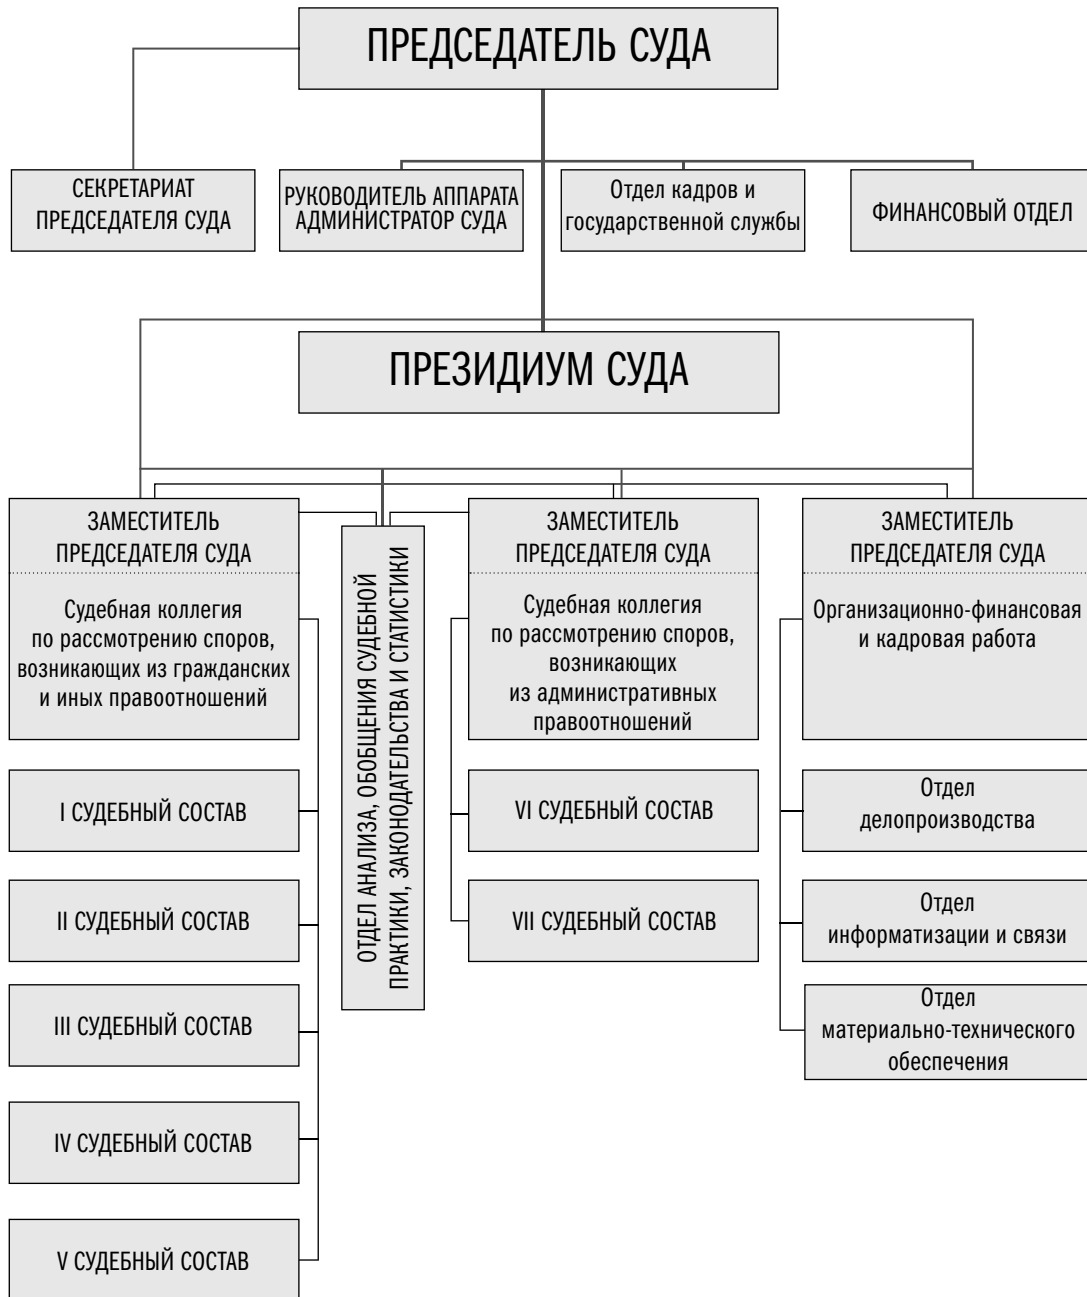 ПРЕДСЕДАТЕЛЬ СУДА
СЕКРЕТАРИАТ
ПРЕДСЕДАТЕЛЯ СУДА
РУКОВОДИТЕЛЬ АППАРАТА
АДМИНИСТРАТОР СУДА
Отдел кадров и
государственной службы
ФИНАНСОВЫЙ ОТДЕЛ
ПРЕЗИДИУМ СУДА
ЗАМЕСТИТЕЛЬ
ПРЕДСЕДАТЕЛЯ СУДА
Судебная коллегия
по рассмотрению споров,
возникающих из гражданских
и иных правоотношений
I СУДЕБНЫЙ СОСТАВ
II СУДЕБНЫЙ СОСТАВ
III СУДЕБНЫЙ СОСТАВ
IV СУДЕБНЫЙ СОСТАВ
V СУДЕБНЫЙ СОСТАВ
ОТДЕЛ АНАЛИЗА, ОБОБЩЕНИЯ СУДЕБНОЙ
ПРАКТИКИ, ЗАКОНОДАТЕЛЬСТВА И СТАТИСТИКИ
ЗАМЕСТИТЕЛЬ
ПРЕДСЕДАТЕЛЯ СУДА
Судебная коллегия
по рассмотрению споров,
возникающих
из административных
правоотношений
VI СУДЕБНЫЙ СОСТАВ
VII СУДЕБНЫЙ СОСТАВ
ЗАМЕСТИТЕЛЬ
ПРЕДСЕДАТЕЛЯ СУДА
Организационно-финансовая
и кадровая работа
Отдел
делопроизводства
Отдел
информатизации и связи
Отдел
материально-технического
обеспечения